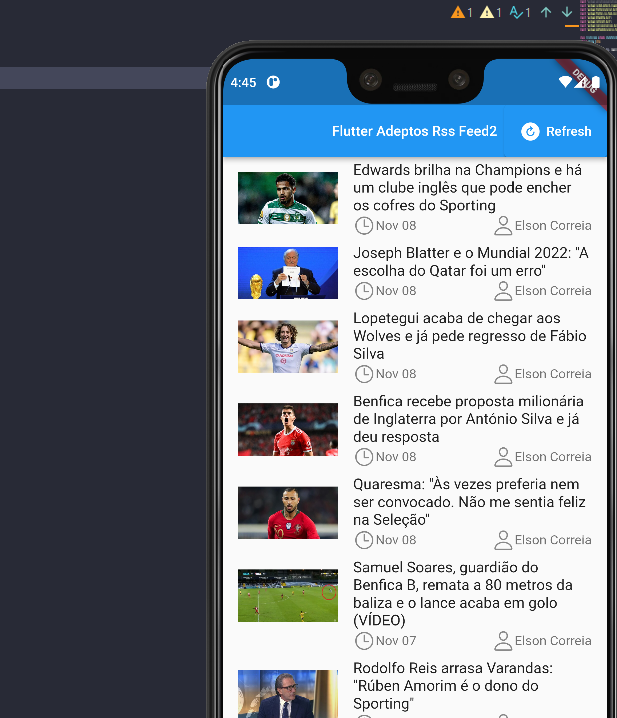 1 1 1
4:45
DEBUG
Flutter Adeptos Rss Feed2 Refresh
Edwards brilha na Champions e há
um clube inglês que pode encher
os cofres do Sporting
Nov 08 Elson Correia
Joseph Blatter e o Mundial 2022: "A
escolha do Qatar foi um erro"
Nov 08 Elson Correia
Lopetegui acaba de chegar aos
Wolves e já pede regresso de Fábio
Silva
Nov 08 Elson Correia
Benfica recebe proposta milionária
de Inglaterra por António Silva e já
deu resposta
Nov 08 Elson Correia
Quaresma: "Às vezes preferia nem
ser convocado. Não me sentia feliz
na Seleção"
Nov 08 Elson Correia
Samuel Soares, guardião do
Benfica B, remata a 80 metros da
baliza e o lance acaba em golo
(VÍDEO)
Nov 07 Elson Correia
Rodolfo Reis arrasa Varandas:
"Rúben Amorim é o dono do
Sporting"